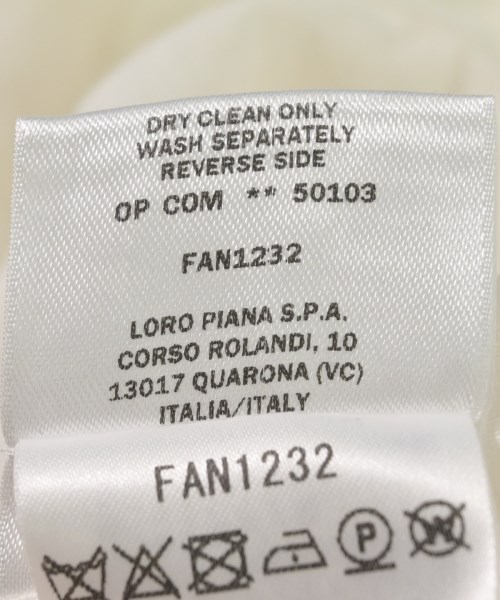 DRY CLEAN ONLY
WASH SEPARATELY
REVERSE SIDE
OP COM ** 50103
FAN1232
LORO PIANA S.P.A.
CORSO ROLANDI, 10
13017 QUARONA (VC)
ITALIA/ITALY
FAN1232
P W